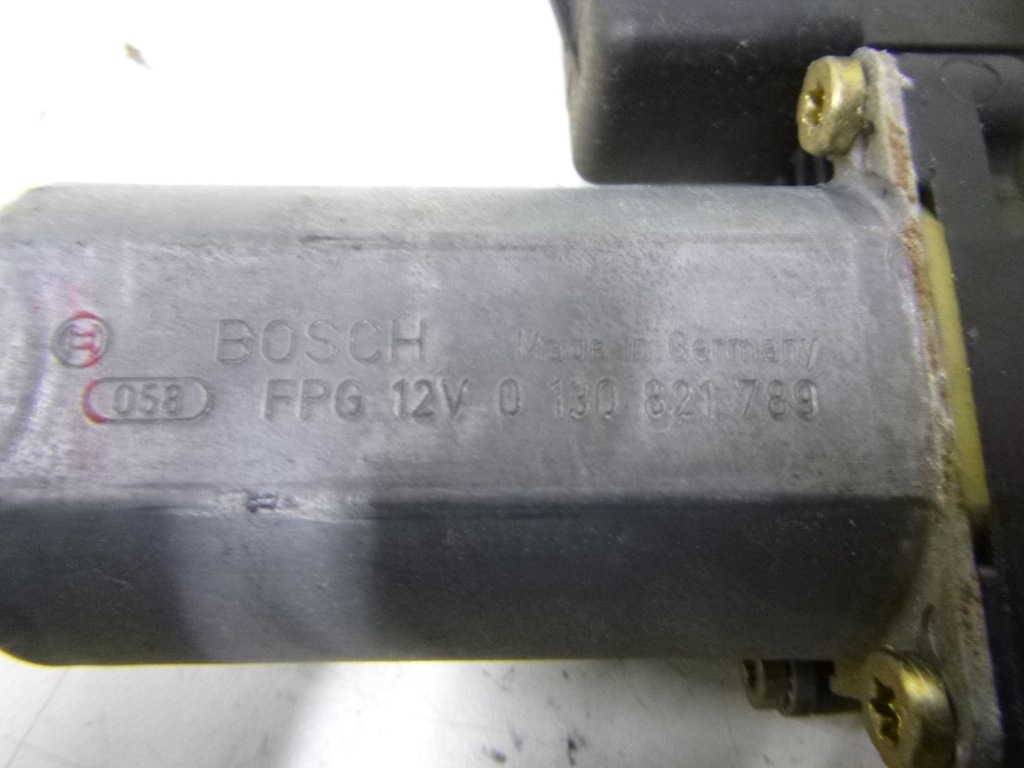 BOSCH Made in Germany
058 FPG 12V 0 130 821 789